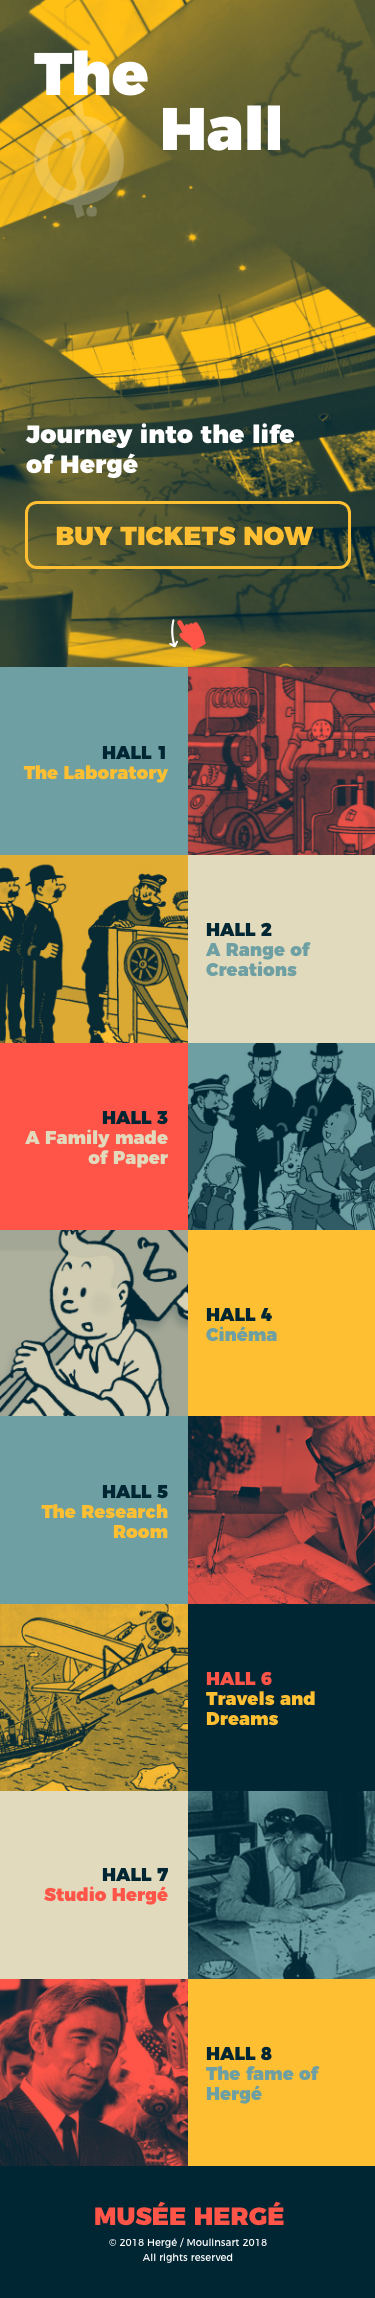 The
Hall
Journey into the life
of Hergé
BUY TICKETS NOW
HALL 1
The Laboratory
HALL 2
A Range of
Creations
HALL 3
A Family made
of Paper
HALL 4
Cinéma
HALL 5
The Research
Room
HALL 6
Travels and
Dreams
HALL 7
Studio Hergé
HALL 8
The fame of
Hergé
MUSÉE HERGÉ
© 2018 Hergé / Moulinsart 2018
All rights reserved